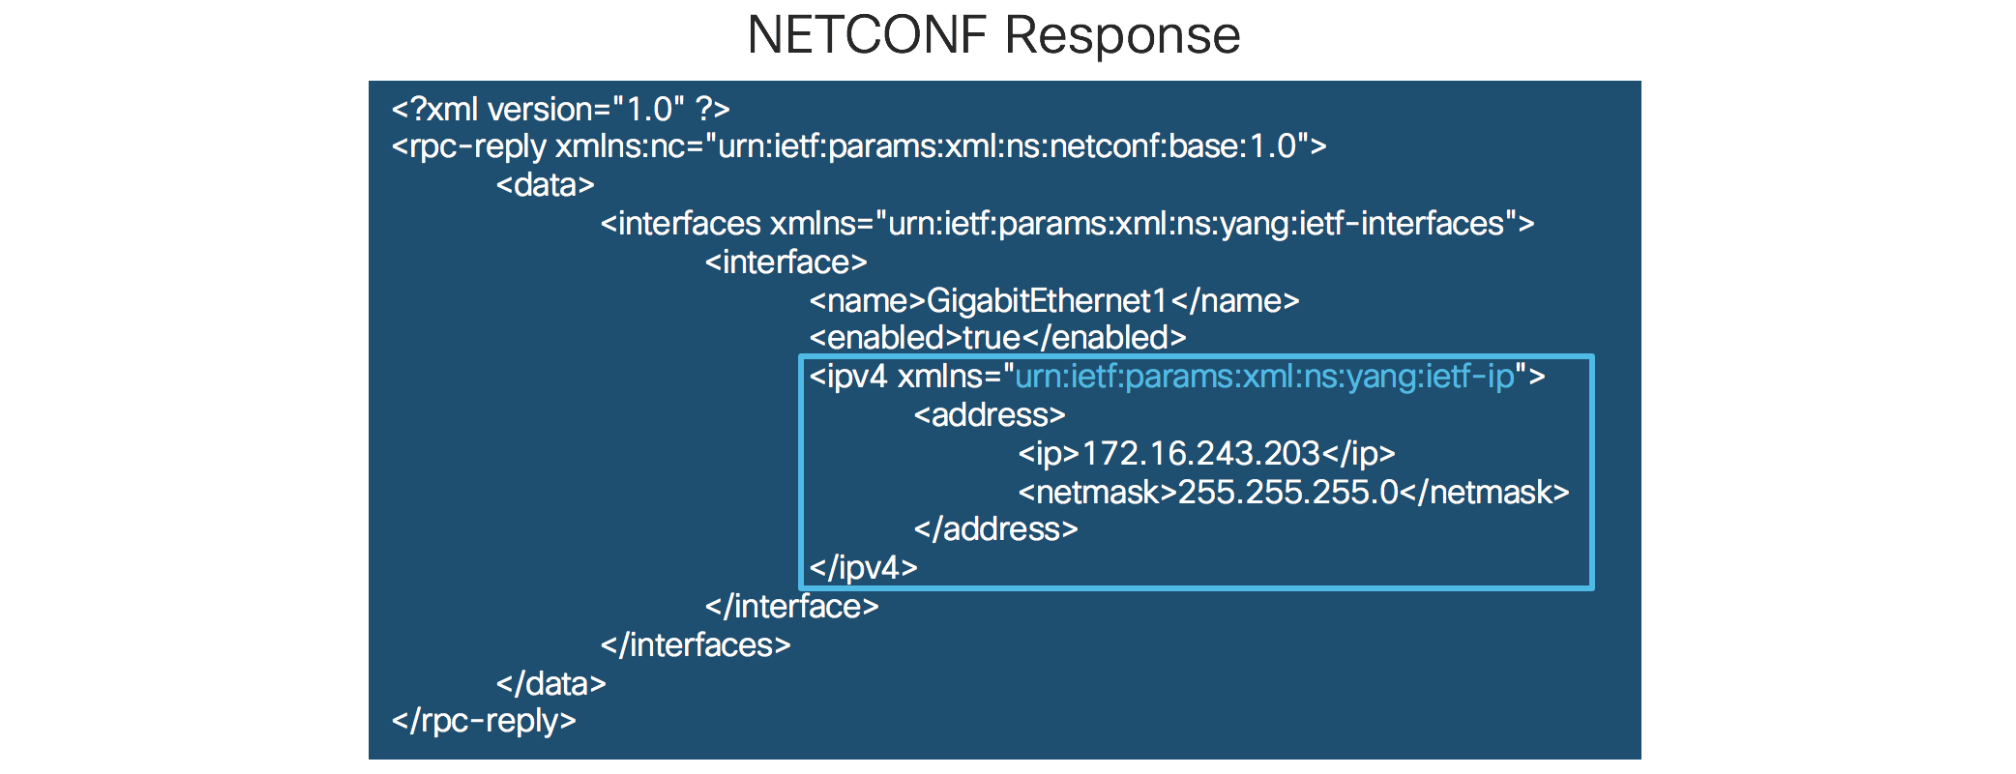 NETCONF Response
<?xml version="1.0" ?>
<rpc-reply xmlns:nc="urn:ietf:params:xml:ns:netconf:base:1.0">
<data>
<interfaces xmlns="urn:ietf:params:xml:ns:yang:ietf-interfaces">
<interface>
<name>GigabitEthernet1</name>
<enabled>true</enabled>
<ipv4 xmlns="urn:ietf:params:xml:ns:yang:ietf-ip">
<address>
<ip>172.16.243.203</ip>
<netmask>255.255.255.0</netmask>
</address>
</ipv4>
</interface>
</interfaces>
</data>
</rpc-reply>